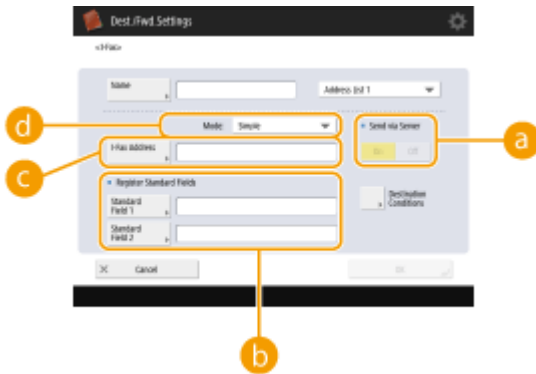 Dest./Fwd. Settings
<I-Fax>
Name
Address List 1
d
Mode:
Simple
Send via Server
a
c
I-Fax Address
On
Off
Register Standard Fields
Standard
Field 1
Destination
Conditions
Standard
Field 2
Cancel
OK
b